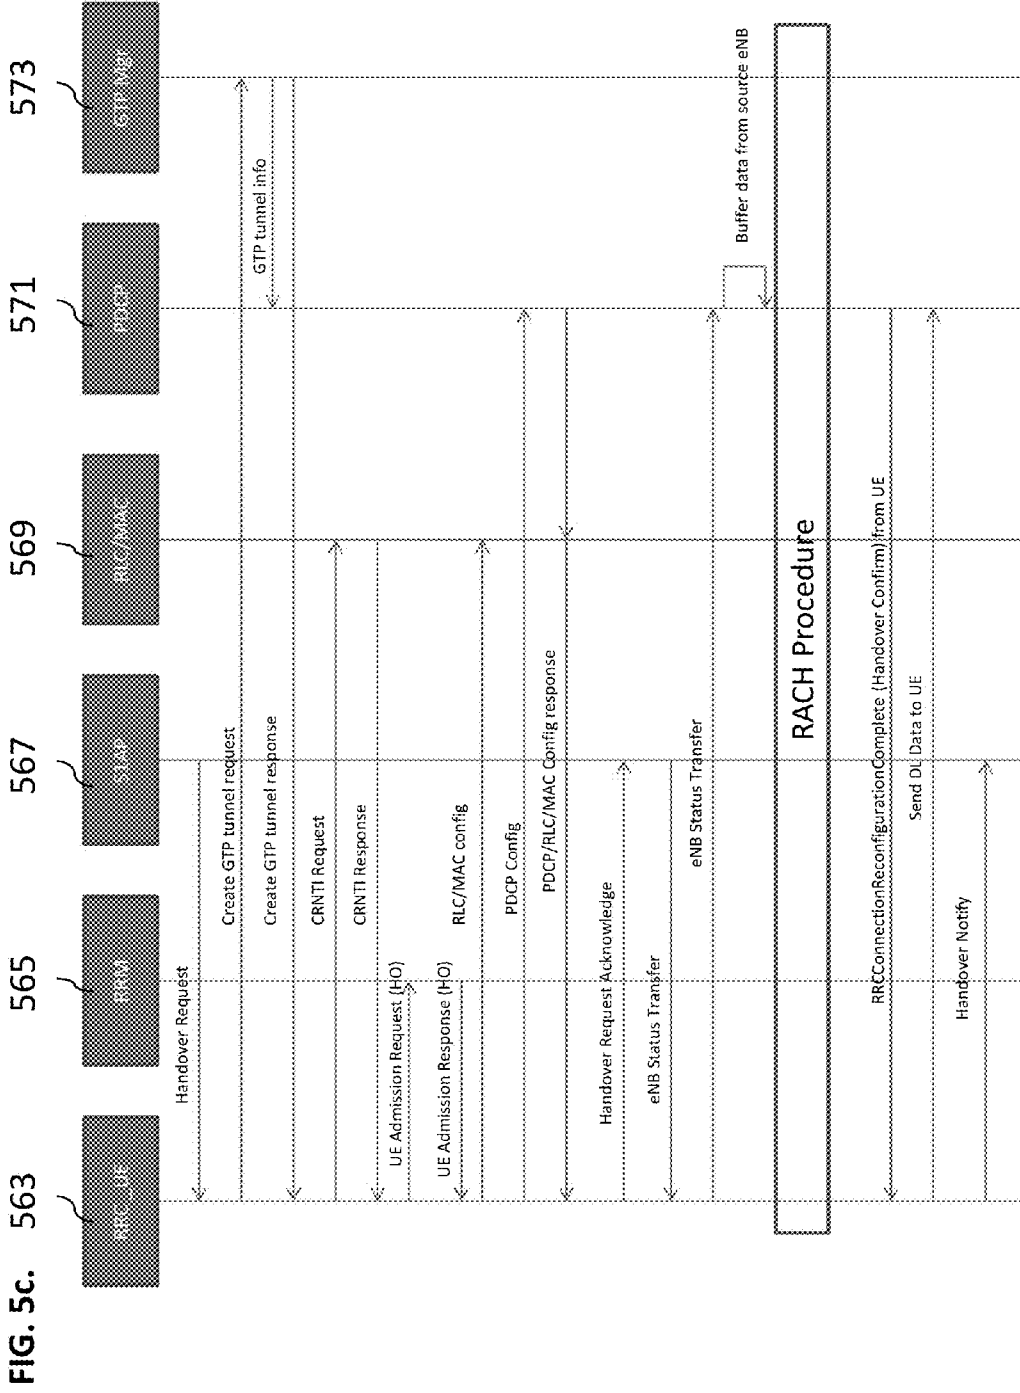 FIG. 5c.
563
565
567
569
571
573
RRC_UE
RRM
RLC/MAC
PDCP
GTP Mgr
Handover Request
Create GTP tunnel request
GTP tunnel info
Create GTP tunnel response
CRNTI Request
CRNTI Response
UE Admission Request (HO)
UE Admission Response (HO)
RLC/MAC config
PDCP Config
PDCP/RLC/MAC Config response
Handover Request Acknowledge
eNB Status Transfer
eNB Status Transfer
Buffer data from source eNB
RACH Procedure
RRCConnectionReconfigurationComplete (Handover Confirm) from UE
Send DL Data to UE
Handover Notify